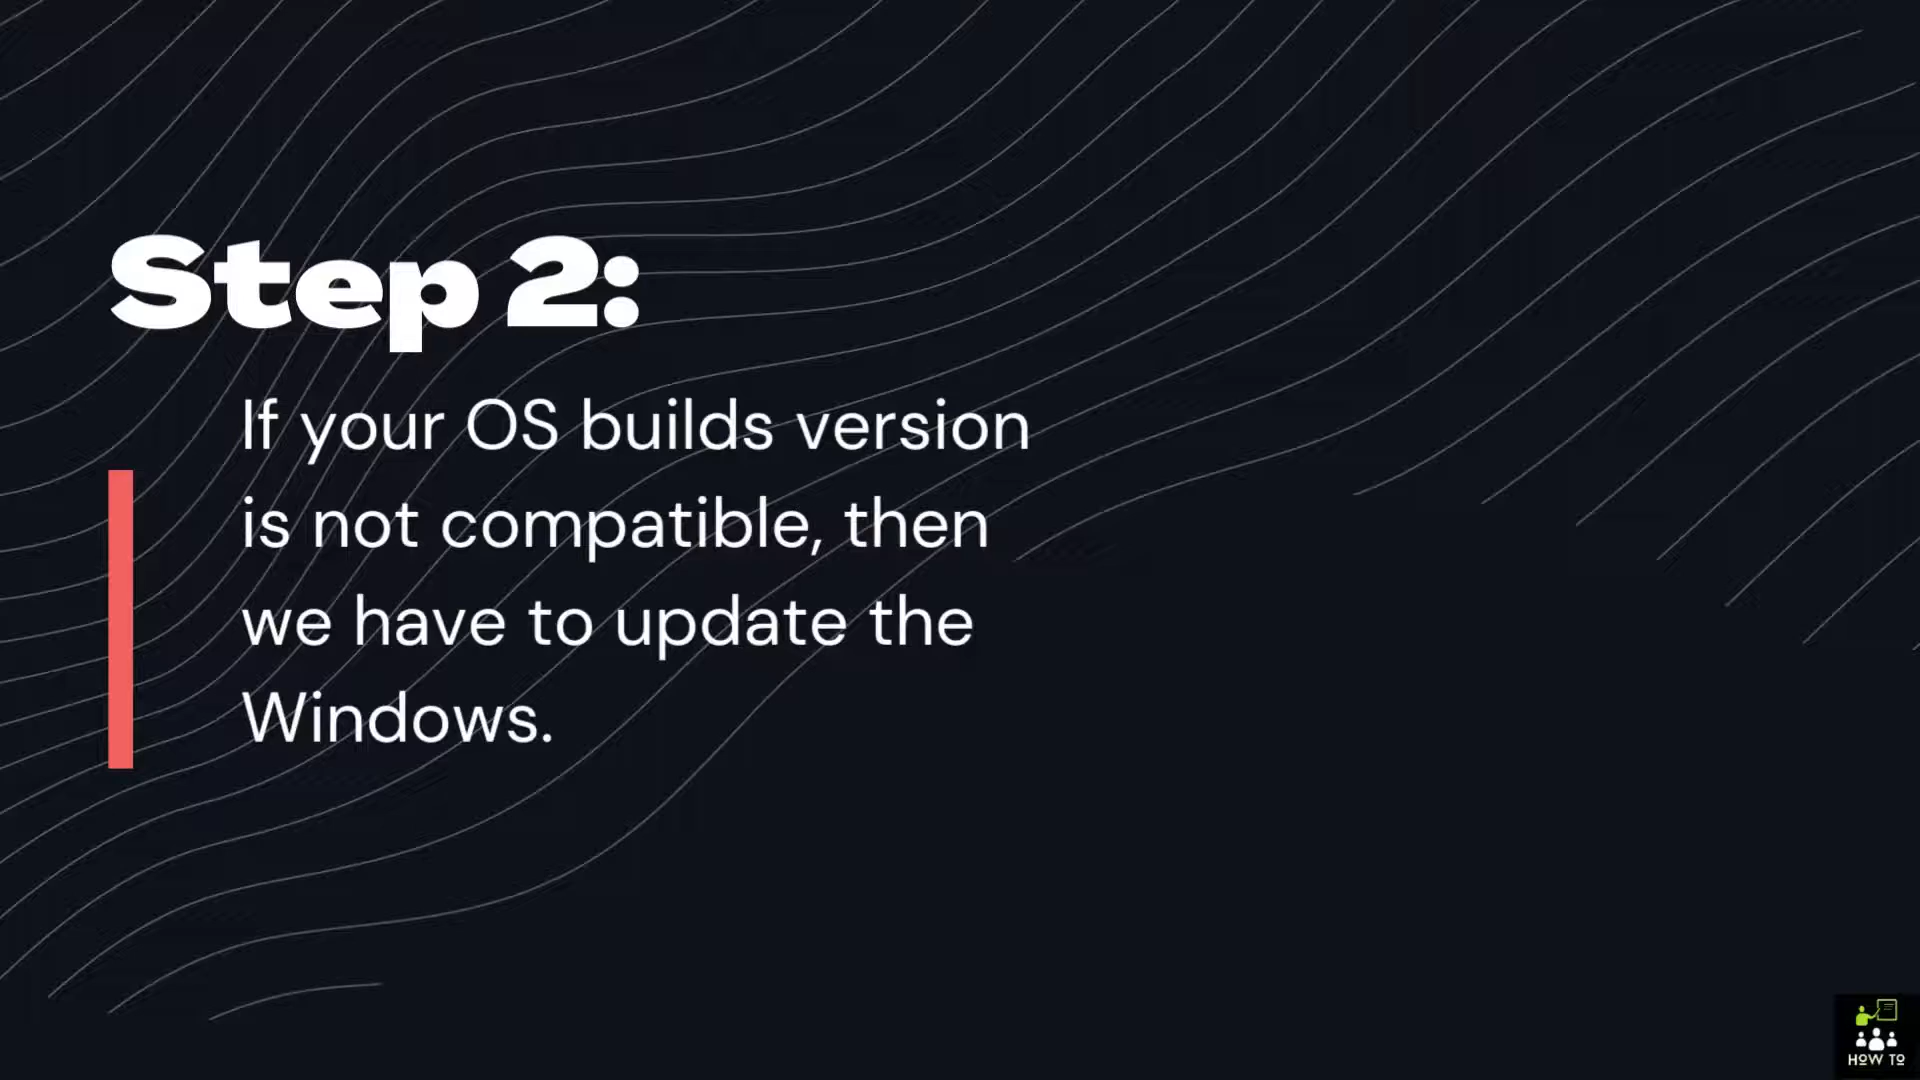 Step 2:
If your OS builds version
is not compatible, then
we have to update the
Windows.
HOW TO